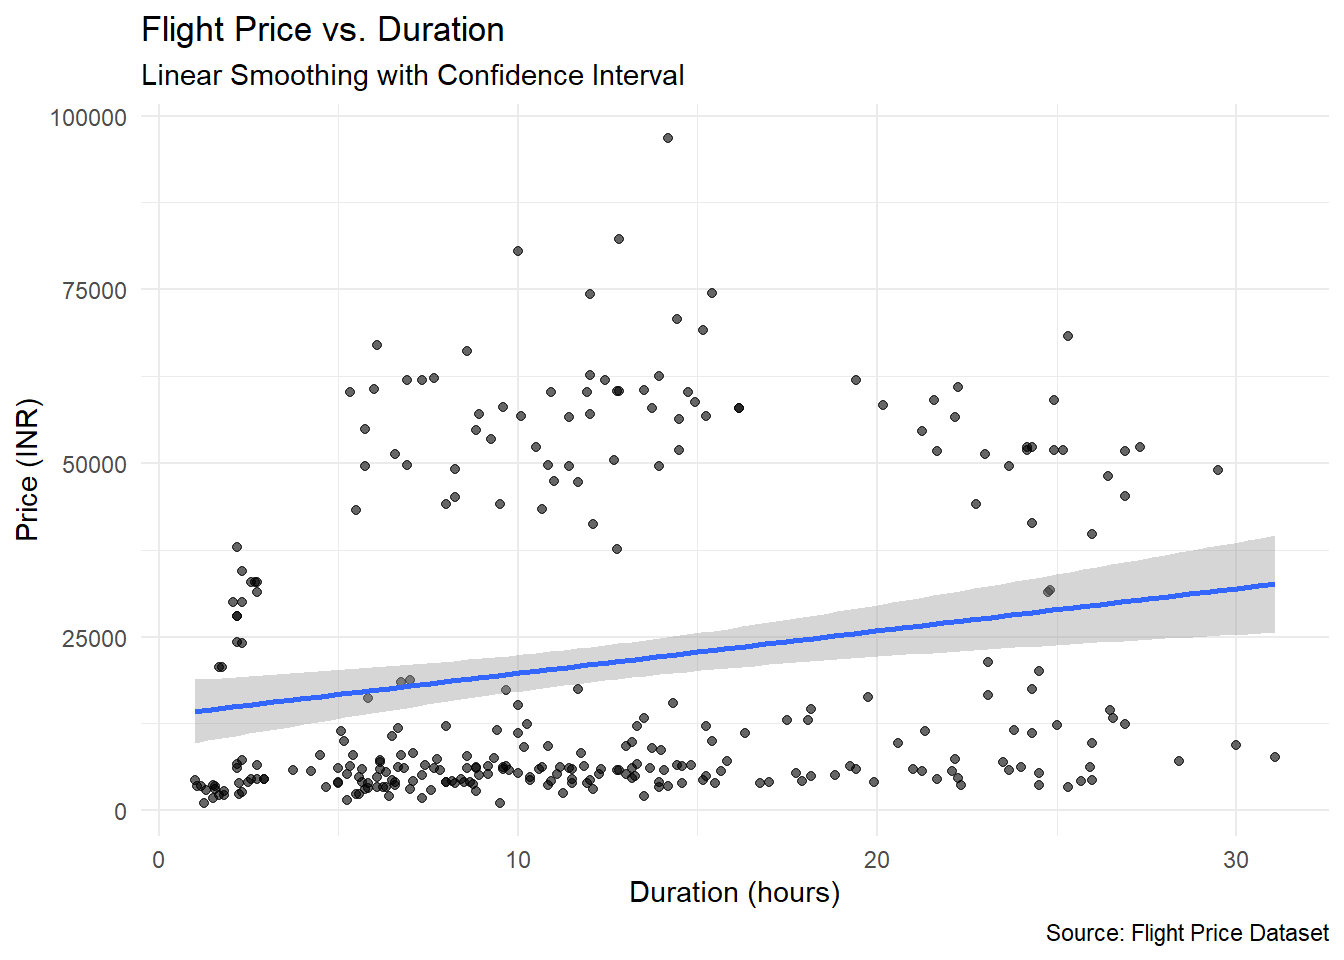 Flight Price vs. Duration
Linear Smoothing with Confidence Interval
100000
75000
50000
25000
0
Price (INR)
0 10 20 30
Duration (hours)
Source: Flight Price Dataset